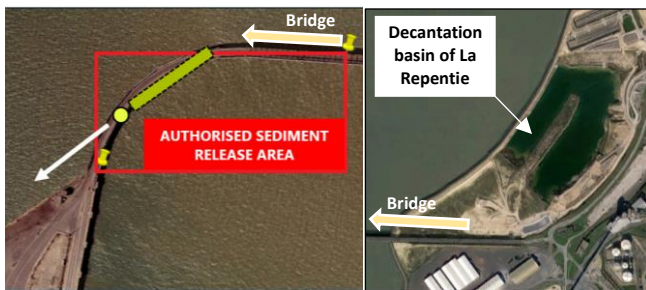 Bridge
AUTHORISED SEDIMENT
RELEASE AREA
Decantation
basin of La
Repentie
Bridge